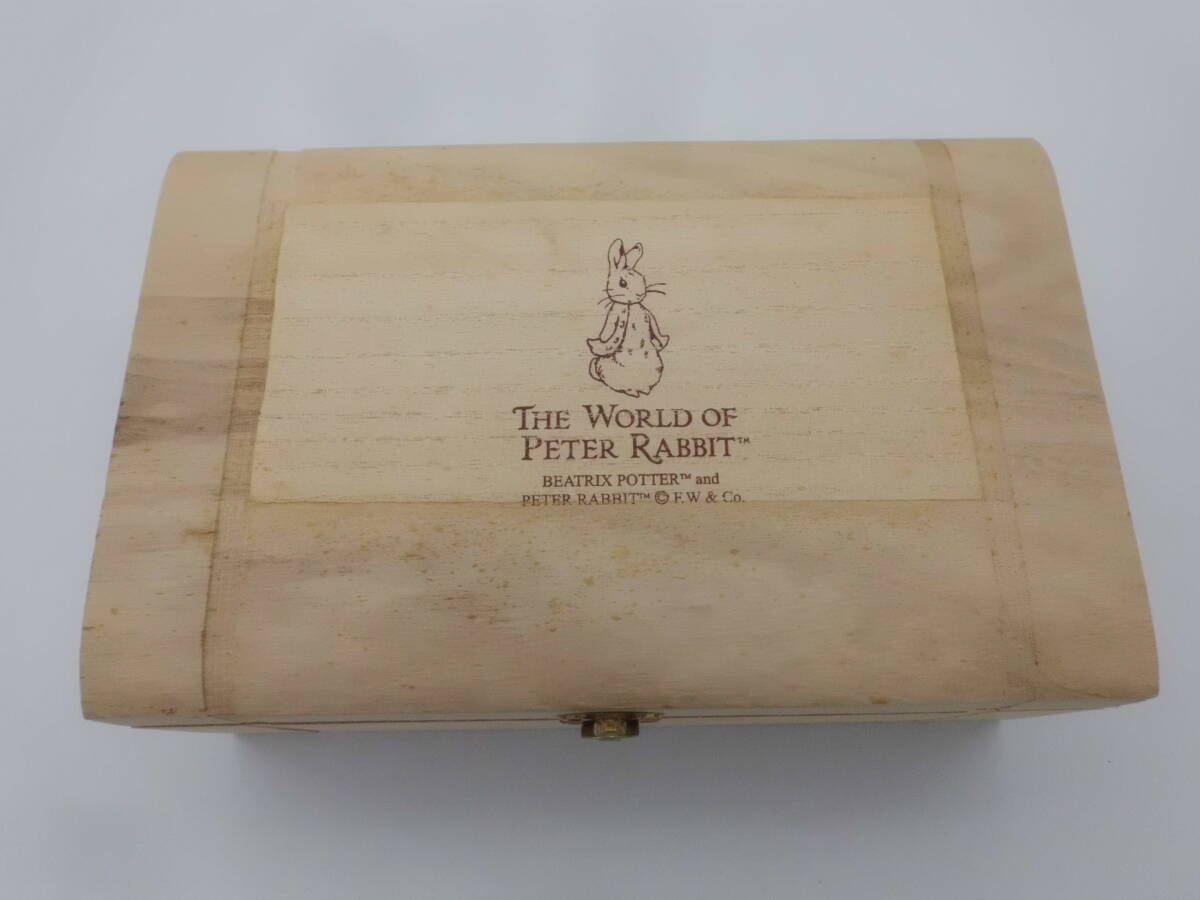 THE WORLD OF
PETER RABBIT™
BEATRIX POTTER™ and
PETER RABBIT™ © F.W & Co.